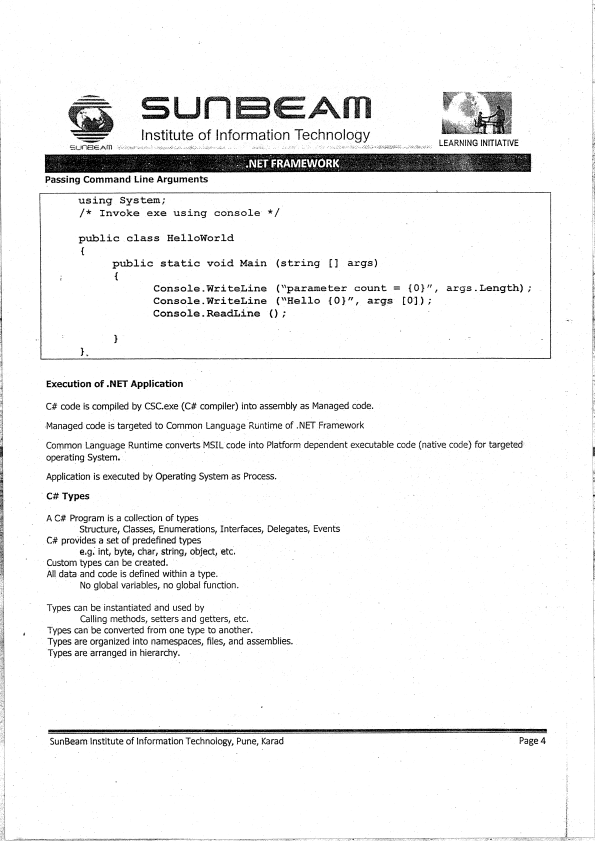 SUNBEAM
Institute of Information Technology
SUNBEAM
LEARNING INITIATIVE
.NET FRAMEWORK
Passing Command Line Arguments
using System;
/* Invoke exe using console */
public class HelloWorld
{
public static void Main (string [] args)
{
Console.WriteLine (“parameter count = {0}”, args.Length);
Console.WriteLine (“Hello {0}”, args [0]);
Console.ReadLine ();
}
}
Execution of .NET Application
C# code is compiled by CSC.exe (C# compiler) into assembly as Managed code.
Managed code is targeted to Common Language Runtime of .NET Framework
Common Language Runtime converts MSIL code into Platform dependent executable code (native code) for targeted
operating System.
Application is executed by Operating System as Process.
C# Types
A C# Program is a collection of types
Structure, Classes, Enumerations, Interfaces, Delegates, Events
C# provides a set of predefined types
e.g. int, byte, char, string, object, etc.
Custom types can be created.
All data and code is defined within a type.
No global variables, no global function.
Types can be instantiated and used by
Calling methods, setters and getters, etc.
Types can be converted from one type to another.
Types are organized into namespaces, files, and assemblies.
Types are arranged in hierarchy.
SunBeam Institute of Information Technology, Pune, Karad
Page 4